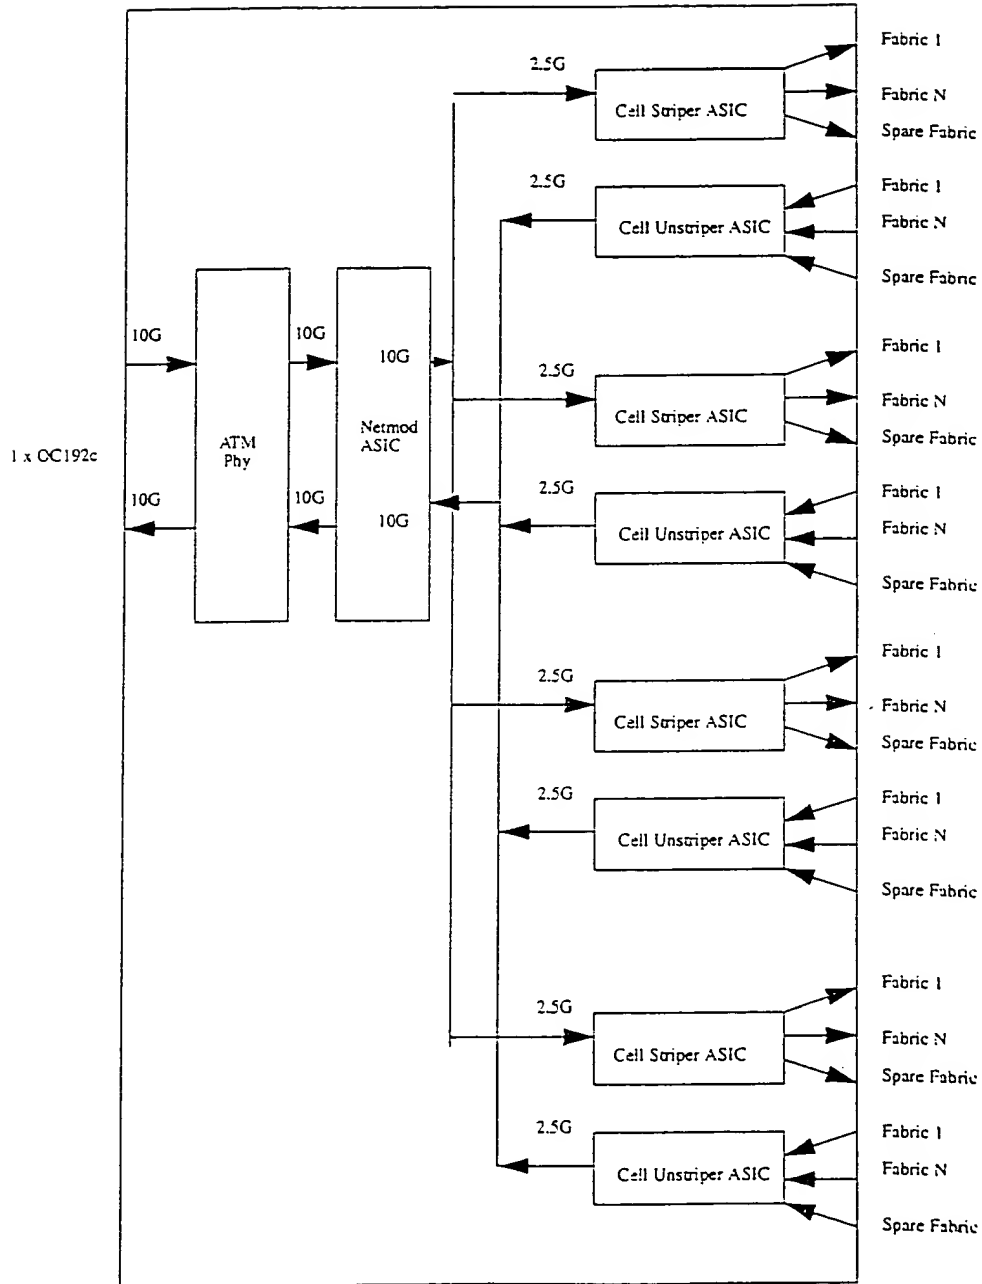 Fabric 1
2.5G
Fabric N
Cell Striper ASIC
Spare Fabric
2.5G
Fabric 1
Cell Unstriper ASIC
Fabric N
Spare Fabric
10G
10G
10G
Fabric 1
2.5G
Fabric N
Cell Striper ASIC
Spare Fabric
1 x OC192c
ATM
Phy
Netmod
ASIC
10G
10G
10G
2.5G
Fabric 1
Cell Unstriper ASIC
Fabric N
Spare Fabric
Fabric 1
2.5G
Fabric N
Cell Striper ASIC
Spare Fabric
2.5G
Fabric 1
Cell Unstriper ASIC
Fabric N
Spare Fabric
Fabric 1
2.5G
Fabric N
Cell Striper ASIC
Spare Fabric
2.5G
Fabric 1
Cell Unstriper ASIC
Fabric N
Spare Fabric